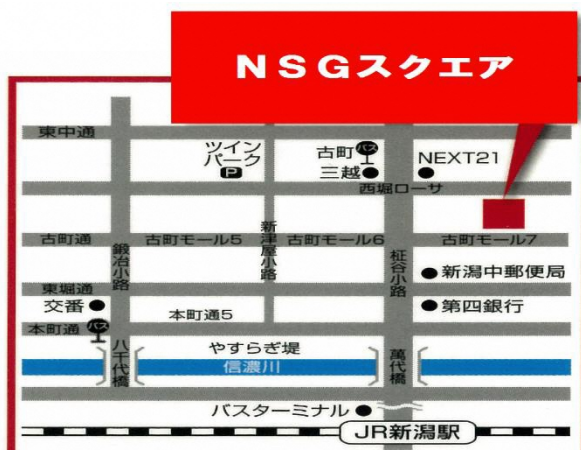 NSGスクエア
東中通
ツイン
パーク
P
古町
バス
三越
NEXT21
西堀ローサ
古町通
鍛冶小路
古町モール5
新津屋小路
古町モール6
柾谷小路
古町モール7
新潟中郵便局
東堀通
交番
本町通5
第四銀行
本町通
バス
八千代橋
やすらぎ堤
信濃川
萬代橋
バスターミナル
JR新潟駅